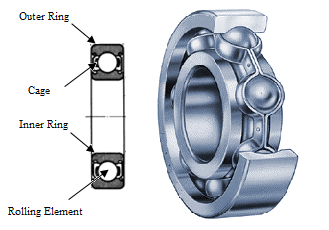 Outer Ring
Cage
Inner Ring
Rolling Element